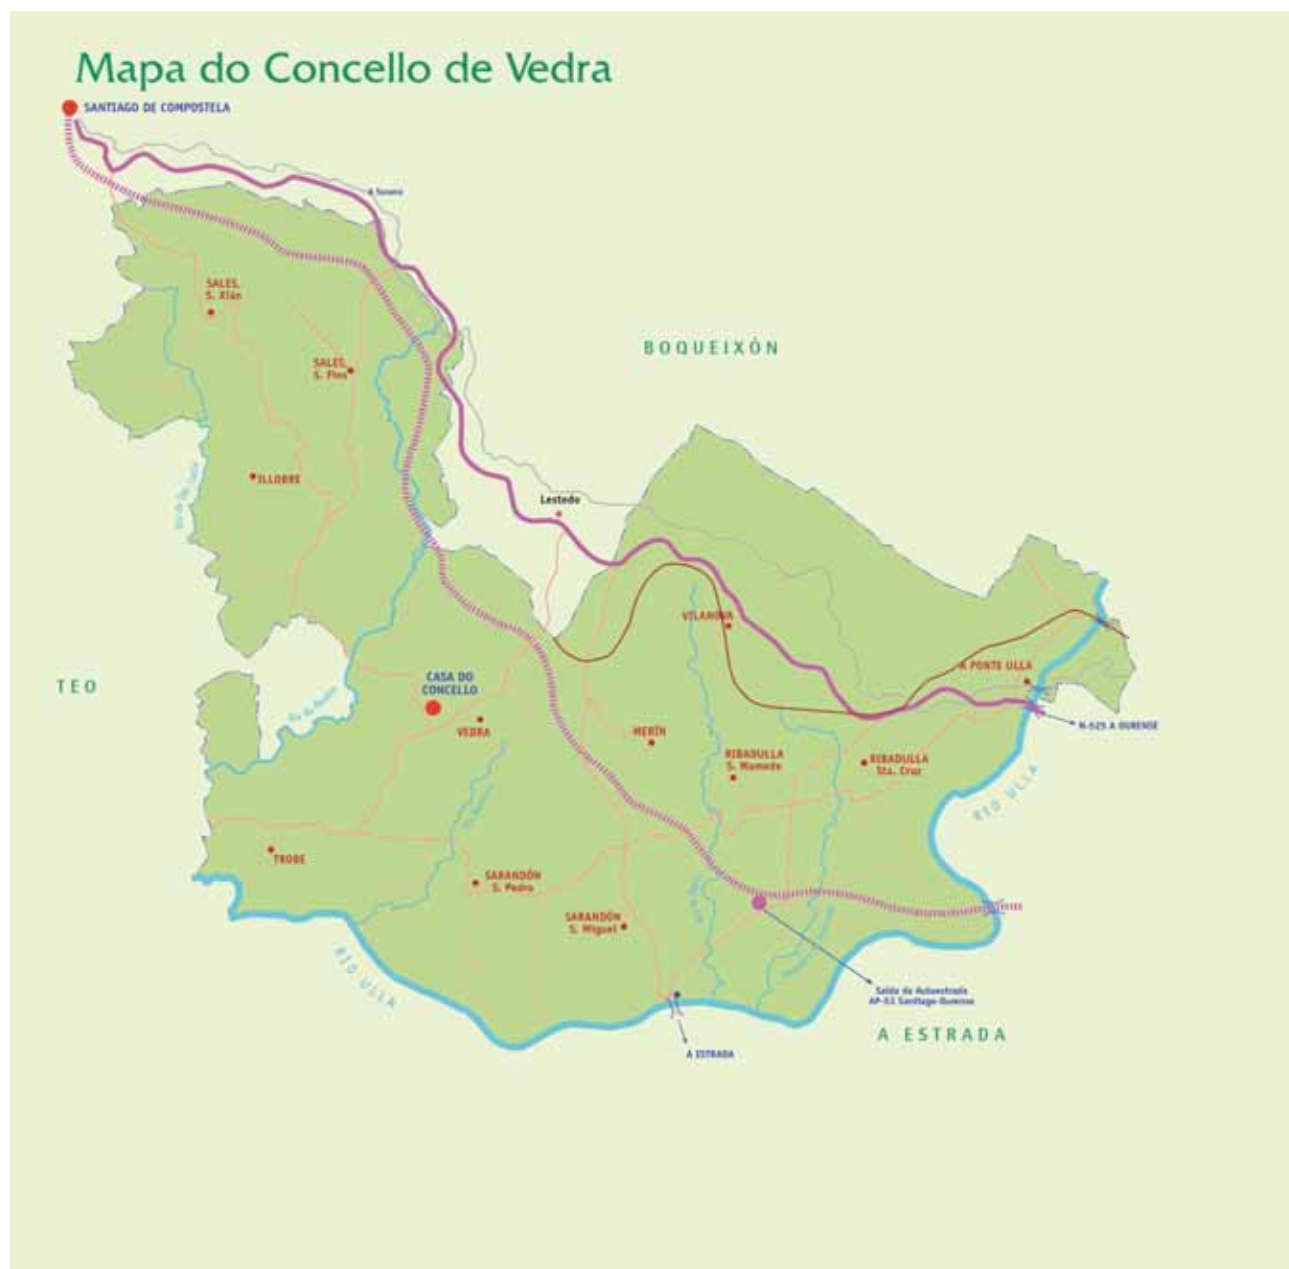 Mapa do Concello de Vedra
SANTIAGO DE COMPOSTELA
SALES,
S. Xián
BOQUEIXÓN
SALES,
S. Fins
ILLOBRE
Lestedo
VILANOVA
A PONTE ULLA
TEO
CASA DO
CONCELLO
VEDRA
MERÍN
N-525 A OURENSE
RIBADULLA
S. Mamede
RIBADULLA
Sta. Cruz
RÍO ULLA
TROBE
SARANDÓN
S. Pedro
SARANDÓN
S. Miguel
RÍO ULLA
Saída da Autoestrada
AP-53 Santiago-Ourense
A ESTRADA
A ESTRADA